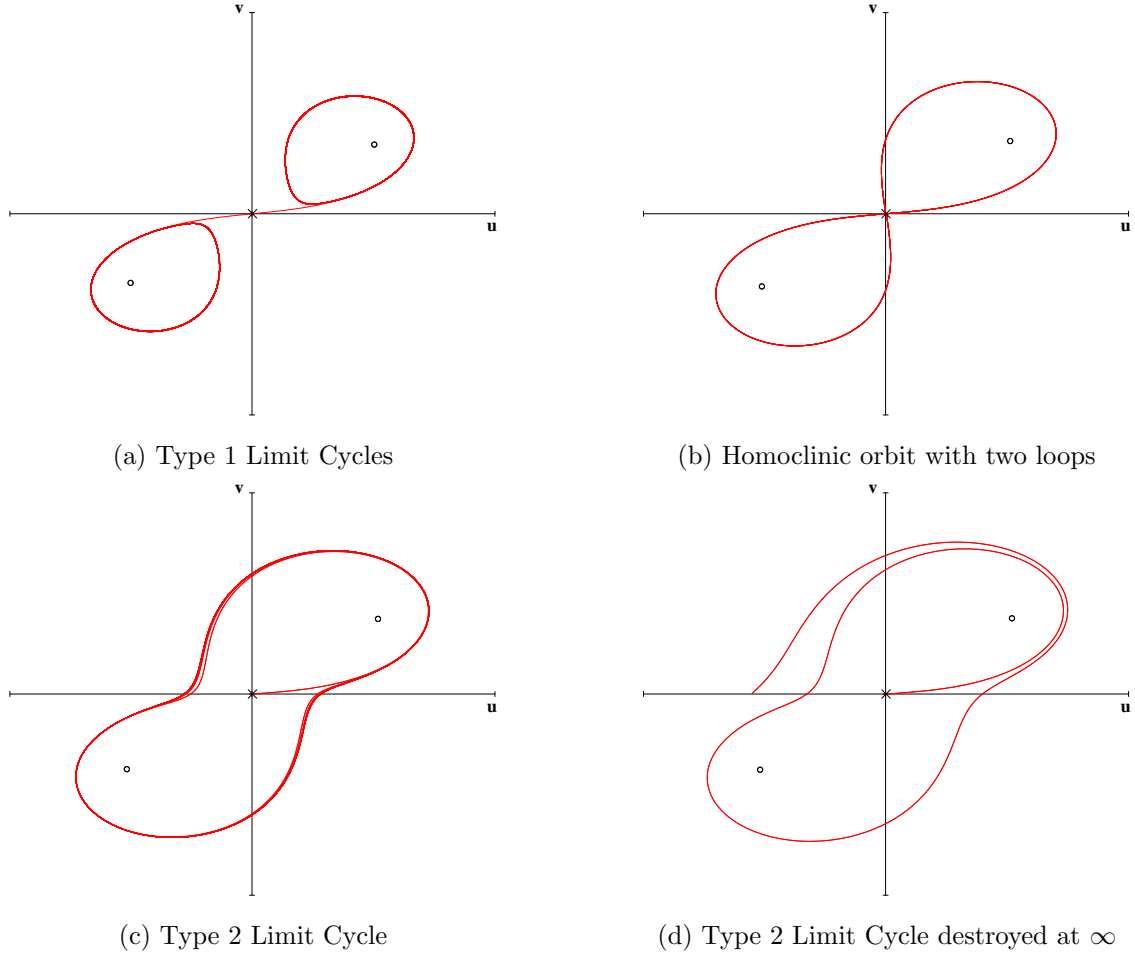 v
u
(a) Type 1 Limit Cycles
v
u
(b) Homoclinic orbit with two loops
v
u
(c) Type 2 Limit Cycle
v
u
(d) Type 2 Limit Cycle destroyed at ∞